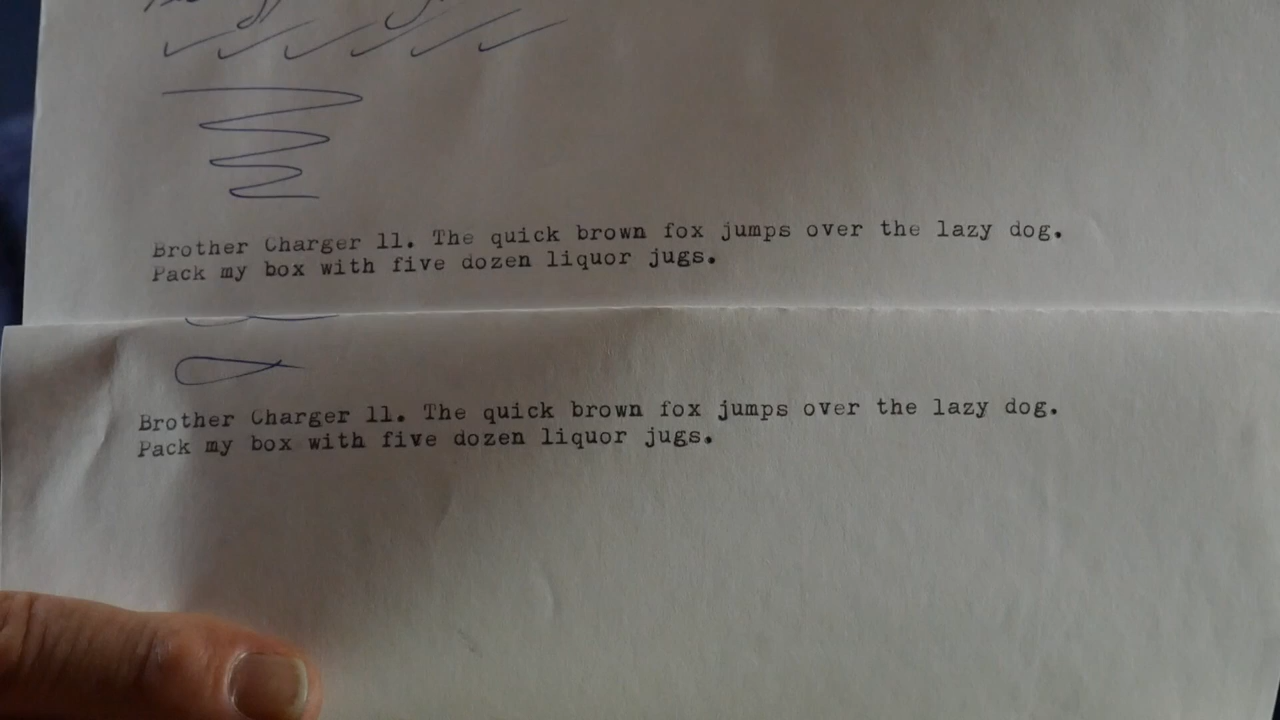 Brother Charger 11. The quick brown fox jumps over the lazy dog.
Pack my box with five dozen liquor jugs.
Brother Charger 11. The quick brown fox jumps over the lazy dog.
Pack my box with five dozen liquor jugs.